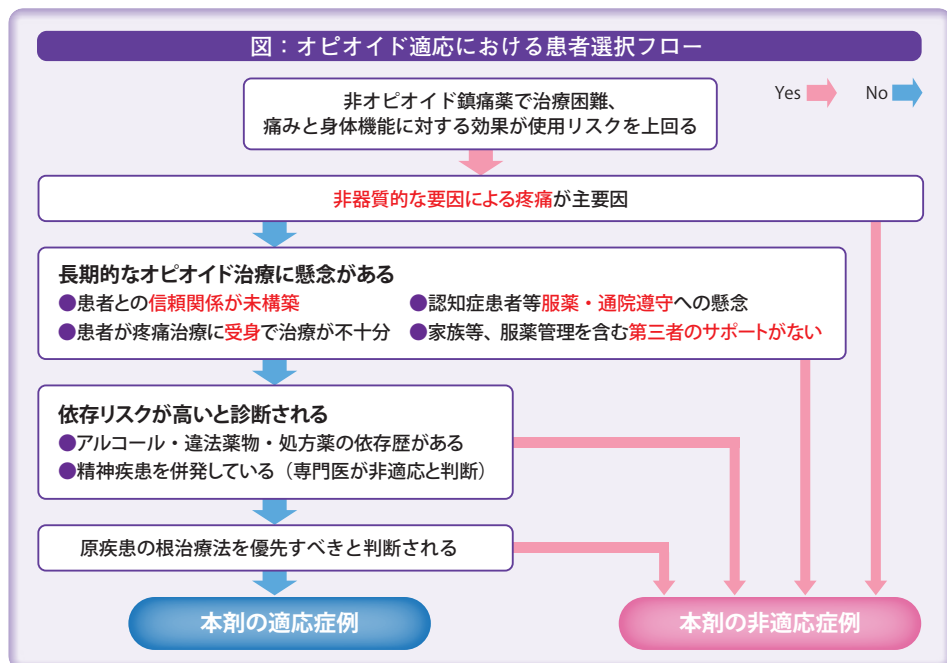 図：オピオイド適応における患者選択フロー
Yes
No
非オピオイド鎮痛薬で治療困難、
痛みと身体機能に対する効果が使用リスクを上回る
非器質的な要因による疼痛が主要因
長期的なオピオイド治療に懸念がある
●患者との信頼関係が未構築
●認知症患者等服薬・通院遵守への懸念
●患者が疼痛治療に受身で治療が不十分
●家族等、服薬管理を含む第三者のサポートがない
依存リスクが高いと診断される
●アルコール・違法薬物・処方薬の依存歴がある
●精神疾患を併発している（専門医が非適応と判断）
原疾患の根治療法を優先すべきと判断される
本剤の適応症例
本剤の非適応症例